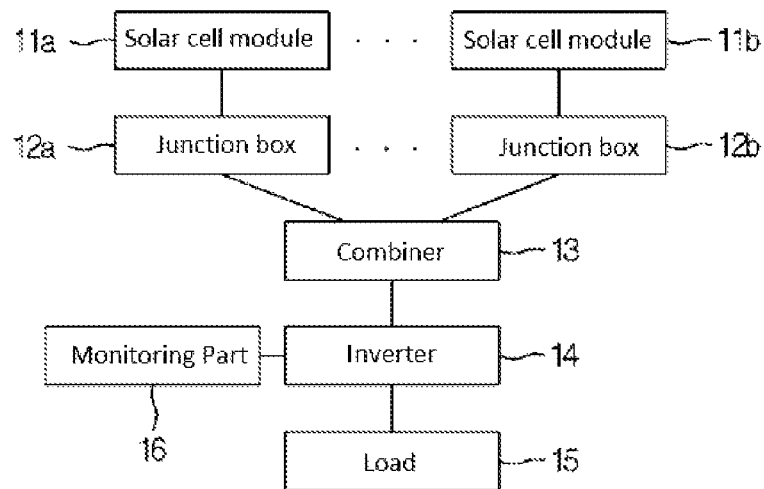 11a Solar cell module . . . Solar cell module 11b
12a Junction box . . . Junction box 12b
Combiner 13
Monitoring Part Inverter 14
16
Load 15